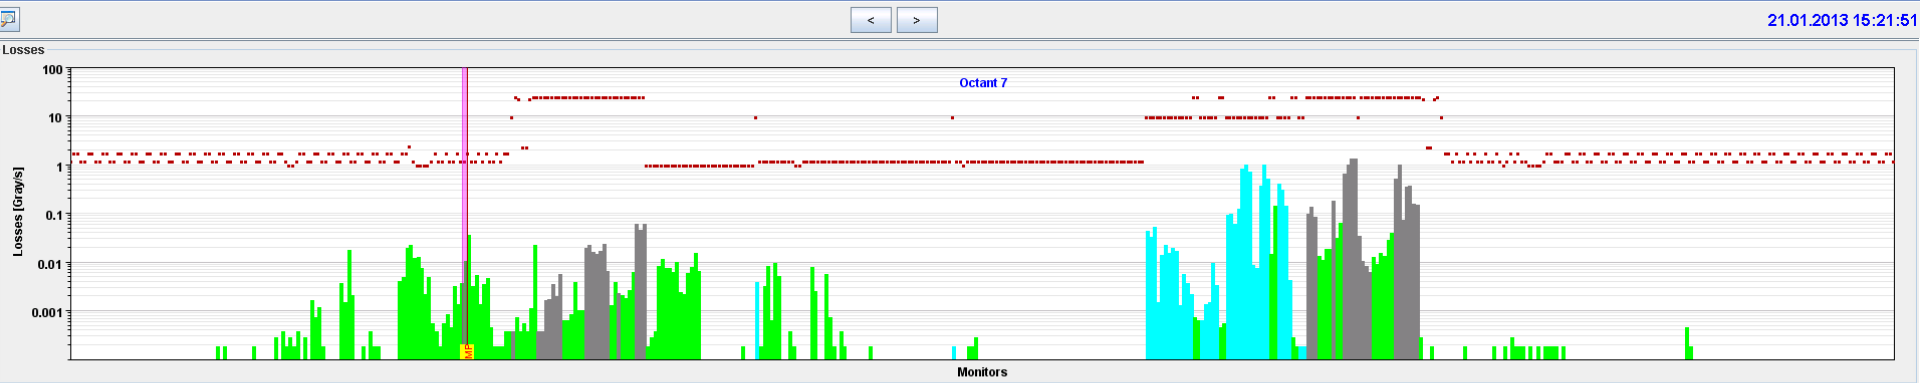 < >
21.01.2013 15:21:51
Losses
Octant 7
Losses [Gray/s]
100
10
1
0.1
0.01
0.001
MP
Monitors